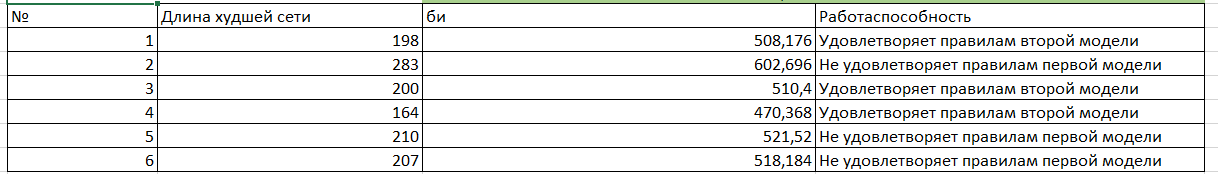 № Длина худшей сети би Работаспособность
1 198 508,176 Удовлетворяет правилам второй модели
2 283 602,696 Не удовлетворяет правилам первой модели
3 200 510,4 Удовлетворяет правилам второй модели
4 164 470,368 Удовлетворяет правилам второй модели
5 210 521,52 Не удовлетворяет правилам первой модели
6 207 518,184 Не удовлетворяет правилам первой модели